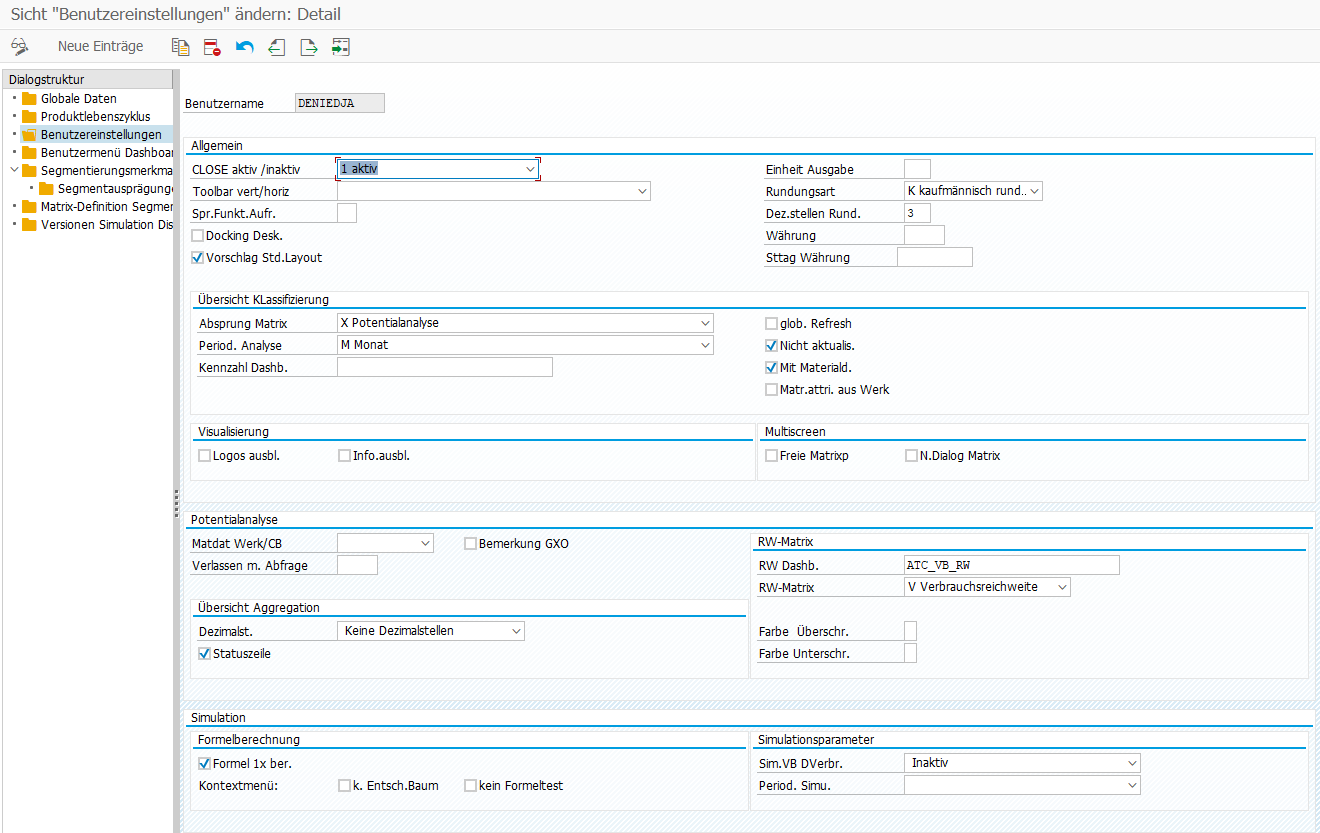 Sicht "Benutzereinstellungen" ändern: Detail
Neue Einträge
Dialogstruktur
Globale Daten
Produktlebenszyklus
Benutzereinstellungen
Benutzermenü Dashboar
Segmentierungsmerkma
Segmentausprägunge
Matrix-Definition Segmer
Versionen Simulation Dis
Benutzername DENIEDJA
Allgemein
CLOSE aktiv /inaktiv 1 aktiv
Toolbar vert/horiz
Spr.Funkt.Aufr.
Docking Desk.
Vorschlag Std.Layout
Einheit Ausgabe
Rundungsart K kaufmännisch rund..
Dez.stellen Rund. 3
Währung
Sttag Währung
Übersicht KLassifizierung
Absprung Matrix X Potentialanalyse
Period. Analyse M Monat
Kennzahl Dashb.
glob. Refresh
Nicht aktualis.
Mit Materiald.
Matr.attri. aus Werk
Visualisierung
Logos ausbl. Info.ausbl.
Multiscreen
Freie Matrixp N.Dialog Matrix
Potentialanalyse
Matdat Werk/CB Bemerkung GXO
Verlassen m. Abfrage
Übersicht Aggregation
Dezimalst. Keine Dezimalstellen
Statuszeile
RW-Matrix
RW Dashb. ATC_VB_RW
RW-Matrix V Verbrauchsreichweite
Farbe Überschr.
Farbe Unterschr.
Simulation
Formelberechnung
Formel 1x ber.
Kontextmenü: k. Entsch.Baum kein Formeltest
Simulationsparameter
Sim.VB DVerbr. Inaktiv
Period. Simu.